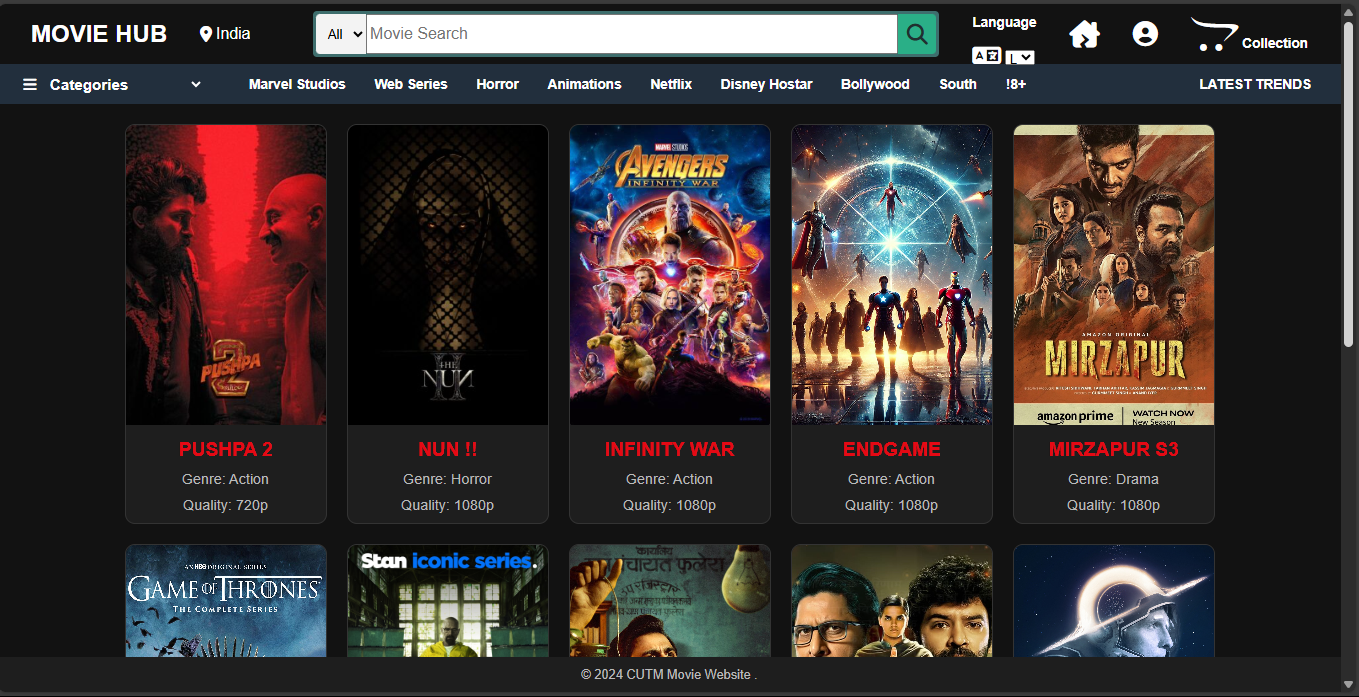 MOVIE HUB
India
All
Movie Search
Language
A
L
Collection
Categories
Marvel Studios
Web Series
Horror
Animations
Netflix
Disney Hostar
Bollywood
South
!8+
LATEST TRENDS
2
PUSHPA
MARVEL STUDIOS
AVENGERS
INFINITY WAR
THE
NUN
II
AMAZON ORIGINAL
MIRZAPUR
amazon prime
WATCH NOW
New Season
PUSHPA 2
Genre: Action
Quality: 720p
NUN !!
Genre: Horror
Quality: 1080p
INFINITY WAR
Genre: Action
Quality: 1080p
ENDGAME
Genre: Action
Quality: 1080p
MIRZAPUR S3
Genre: Drama
Quality: 1080p
AN HBO ORIGINAL SERIES
GAME OF THRONES
THE COMPLETE SERIES
Stan iconic series.
कार्यालय
पंचायत फुलेरा
© 2024 CUTM Movie Website .